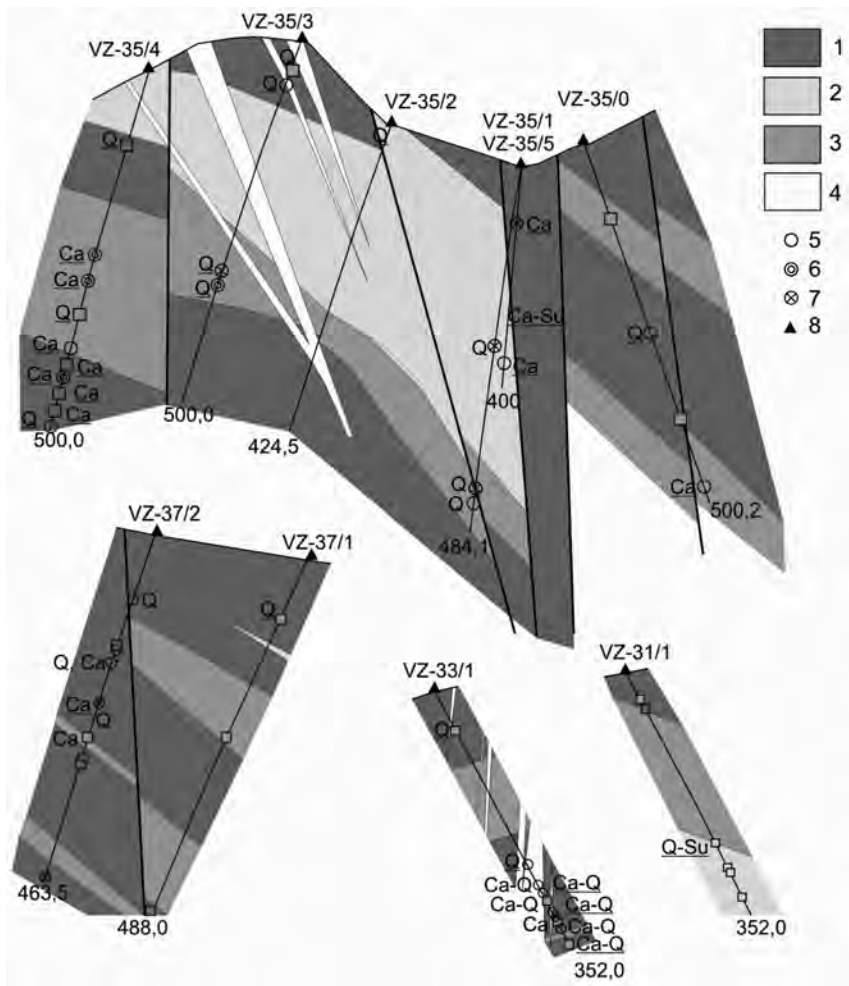 VZ-35/3
VZ-35/4
VZ-35/2
VZ-35/1
VZ-35/5
VZ-35/0
1
2
3
4
5
6
7
8
Q
Q
Q
Q
Ca
Ca
Ca
Q
Q
Q
Ca-Su
Ca
Q
Q
Ca
Ca
Ca
Ca
Ca
Q
400
500,0
500,0
424,5
Q
Q
484,1
Ca
500,2
VZ-37/2
VZ-37/1
Q
Q
Q, Ca
Ca
Q
Ca
463,5
488,0
VZ-33/1
VZ-31/1
Q
Q-Su
Q
Ca-Q
Ca-Q
Ca-Q
Ca-Q
Ca
Ca-Q
Ca-Q
352,0
352,0